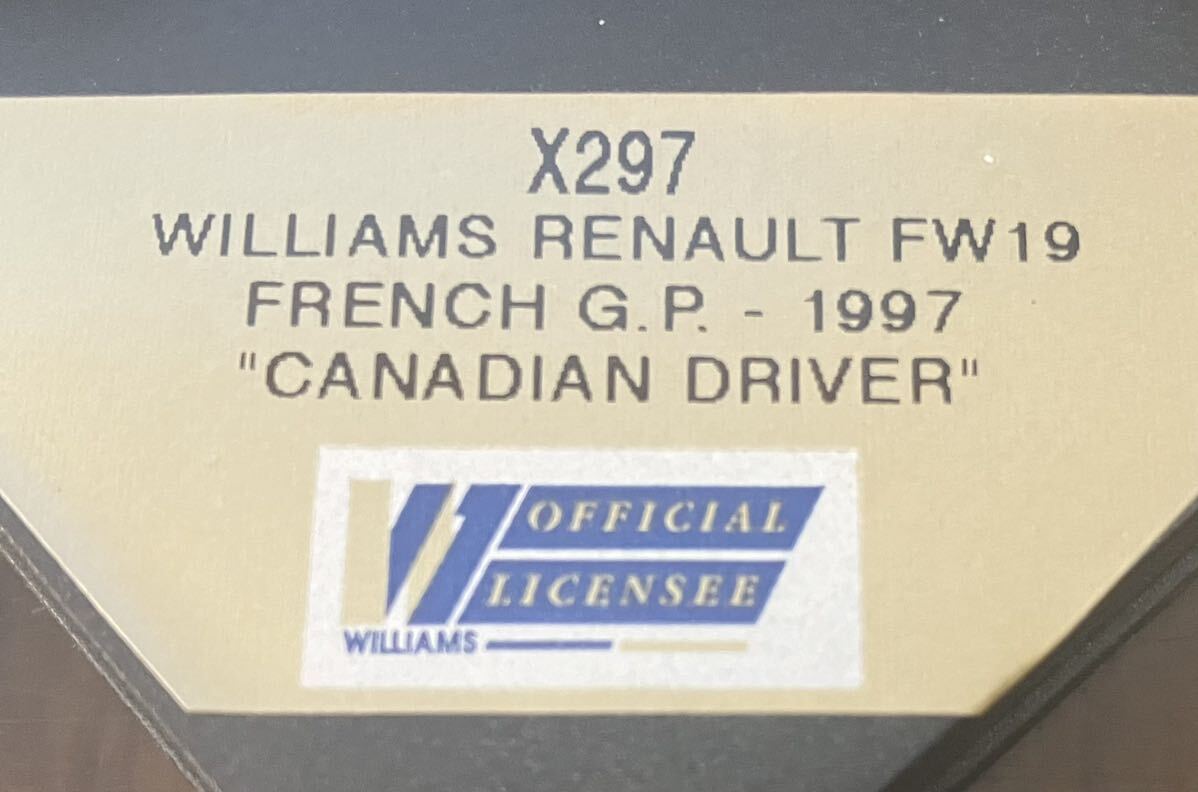 X297
WILLIAMS RENAULT FW19
FRENCH G.P. - 1997
"CANADIAN DRIVER"
OFFICIAL
LICENSEE
WILLIAMS